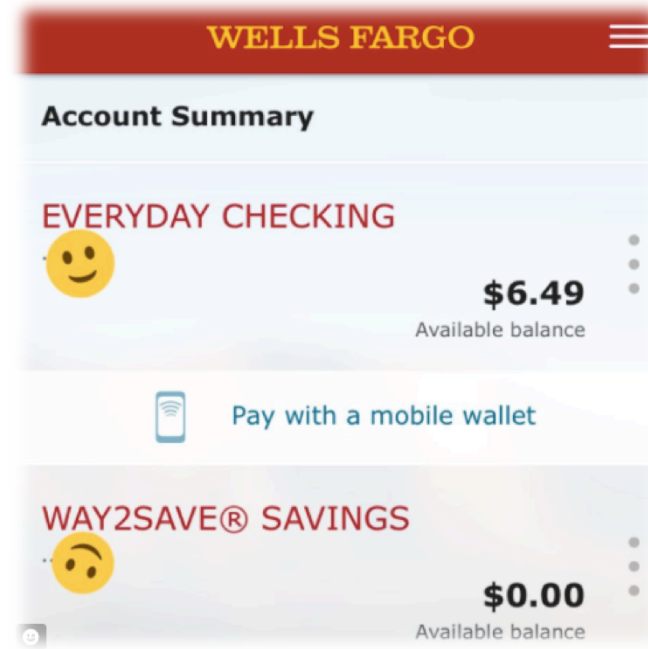 WELLS FARGO
Account Summary
EVERYDAY CHECKING
$6.49
Available balance
Pay with a mobile wallet
WAY2SAVE® SAVINGS
$0.00
Available balance